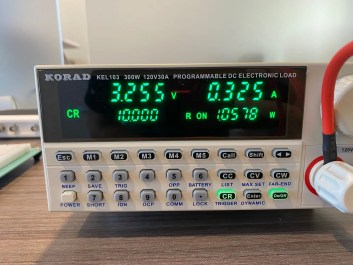 KORAD KEL103 300W 120V30A PROGRAMMABLE DC ELECTRONIC LOAD
3.255 V 0.325 A
CR 10.000 R ON 1.0578 W
Esc M1 M2 M3 M4 M5 Call Shift ◄ ►
1 2 3 4 5 6 CC CV CW
BEEP SAVE TRIG OPP BATTERY LIST MAX SET FAR-END
POWER 7 8 9 0 . CR Enter On/Off
SHORT IDN OCP COMM LOCK TRIGGER DYNAMIC
120V